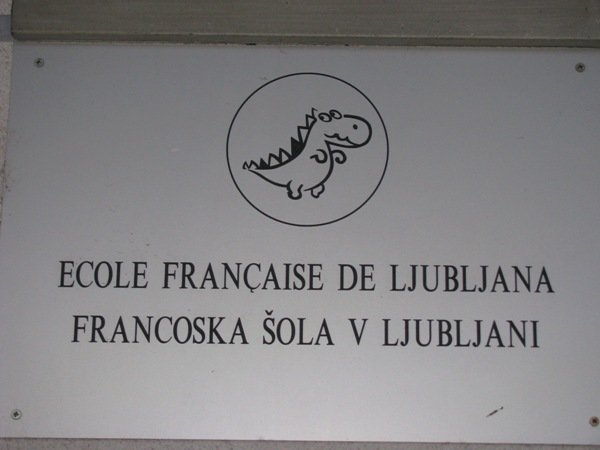 ECOLE FRANÇAISE DE LJUBLJANA
FRANCOSKA ŠOLA V LJUBLJANI